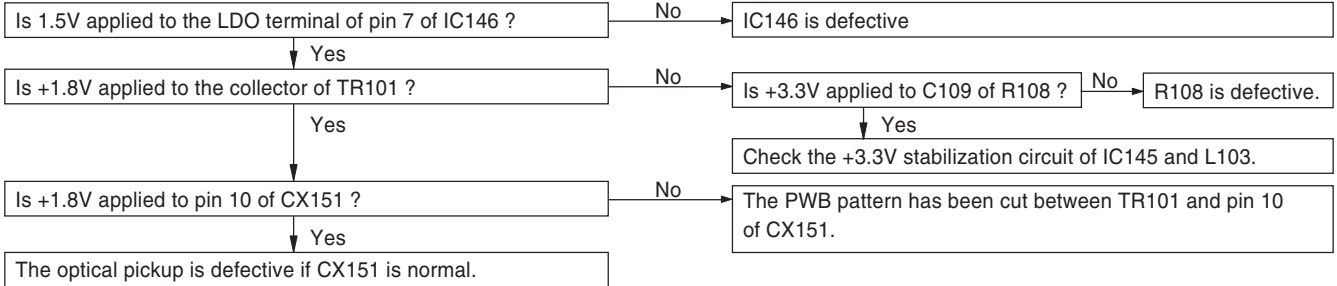 Is 1.5V applied to the LDO terminal of pin 7 of IC146 ?
No
IC146 is defective
Yes
Is +1.8V applied to the collector of TR101 ?
No
Is +3.3V applied to C109 of R108 ?
No
R108 is defective.
Yes
Yes
Check the +3.3V stabilization circuit of IC145 and L103.
Is +1.8V applied to pin 10 of CX151 ?
No
The PWB pattern has been cut between TR101 and pin 10
of CX151.
Yes
The optical pickup is defective if CX151 is normal.